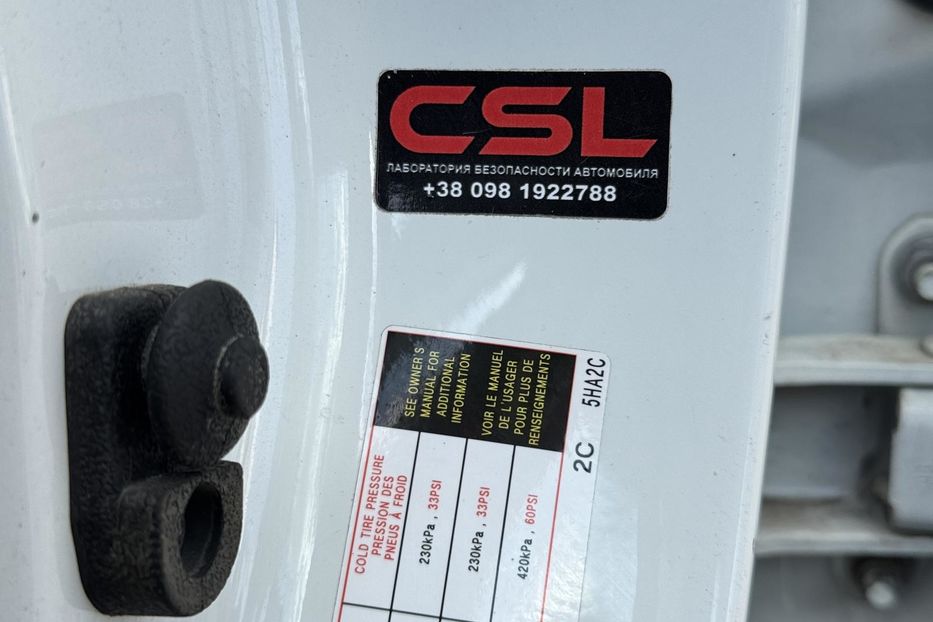 CSL
ЛАБОРАТОРИЯ БЕЗОПАСНОСТИ АВТОМОБИЛЯ
+38 098 1922788
SEE OWNER'S
MANUAL FOR
ADDITIONAL
INFORMATION
VOIR LE MANUEL
DE L'USAGER
POUR PLUS DE
RENSEIGNEMENTS
COLD TIRE PRESSURE
PRESSION DES
PNEUS À FROID
230kPa , 33PSI
230kPa , 33PSI
420kPa , 60PSI
2C 5HA2C